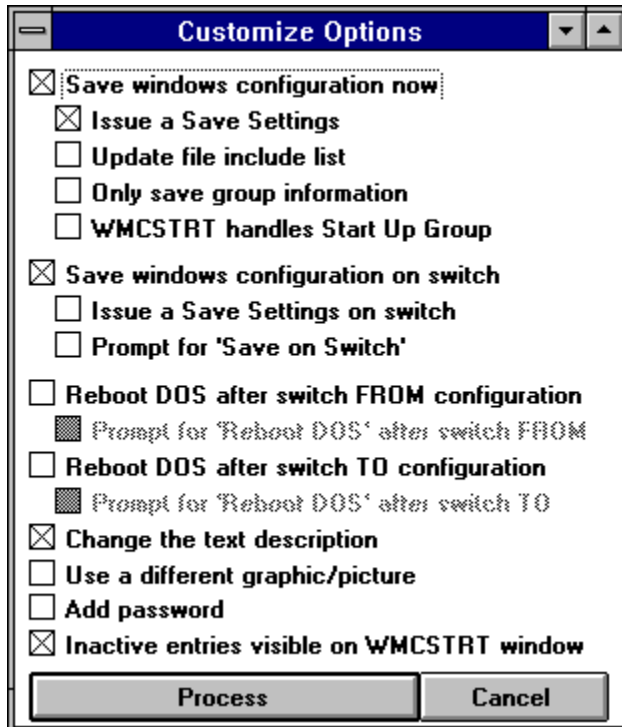 Customize Options
Save windows configuration now
Issue a Save Settings
Update file include list
Only save group information
WMCSTRT handles Start Up Group
Save windows configuration on switch
Issue a Save Settings on switch
Prompt for 'Save on Switch'
Reboot DOS after switch FROM configuration
Prompt for 'Reboot DOS' after switch FROM
Reboot DOS after switch TO configuration
Prompt for 'Reboot DOS' after switch TO
Change the text description
Use a different graphic/picture
Add password
Inactive entries visible on WMCSTRT window
Process Cancel